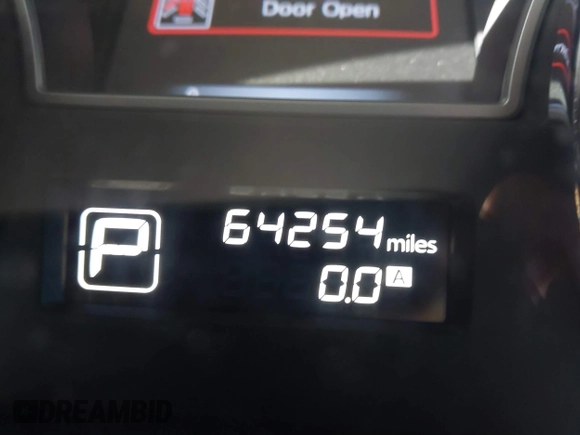 Door Open
P
64254 miles
0.0 A
DREAMBID